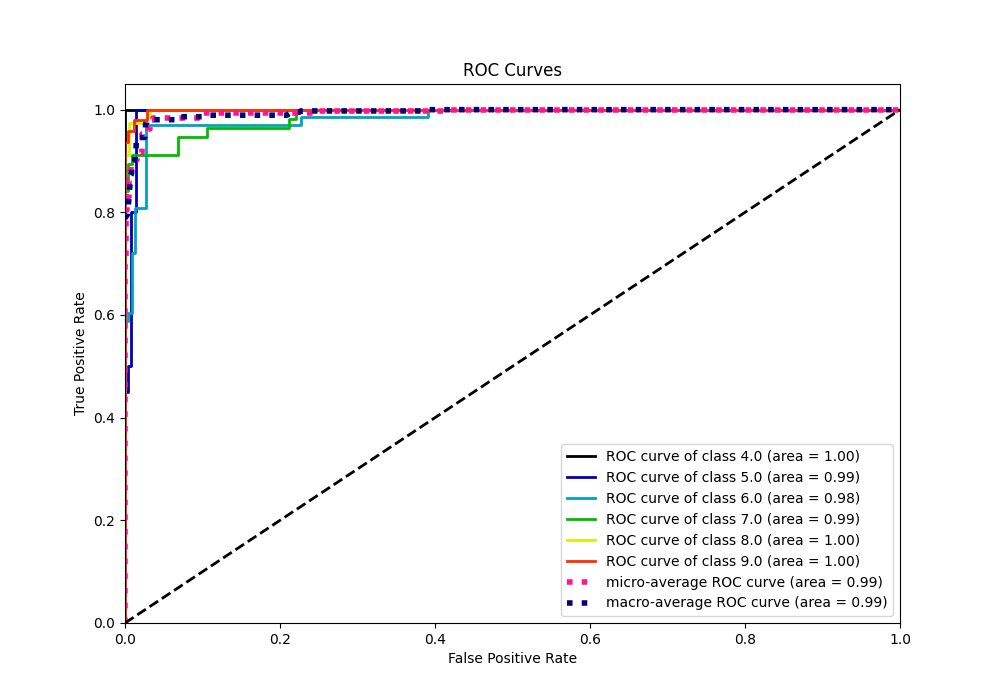 ROC Curves
1.0
0.8
0.6
0.4
0.2
0.0
True Positive Rate
ROC curve of class 4.0 (area = 1.00)
ROC curve of class 5.0 (area = 0.99)
ROC curve of class 6.0 (area = 0.98)
ROC curve of class 7.0 (area = 0.99)
ROC curve of class 8.0 (area = 1.00)
ROC curve of class 9.0 (area = 1.00)
micro-average ROC curve (area = 0.99)
macro-average ROC curve (area = 0.99)
0.0 0.2 0.4 0.6 0.8 1.0
False Positive Rate